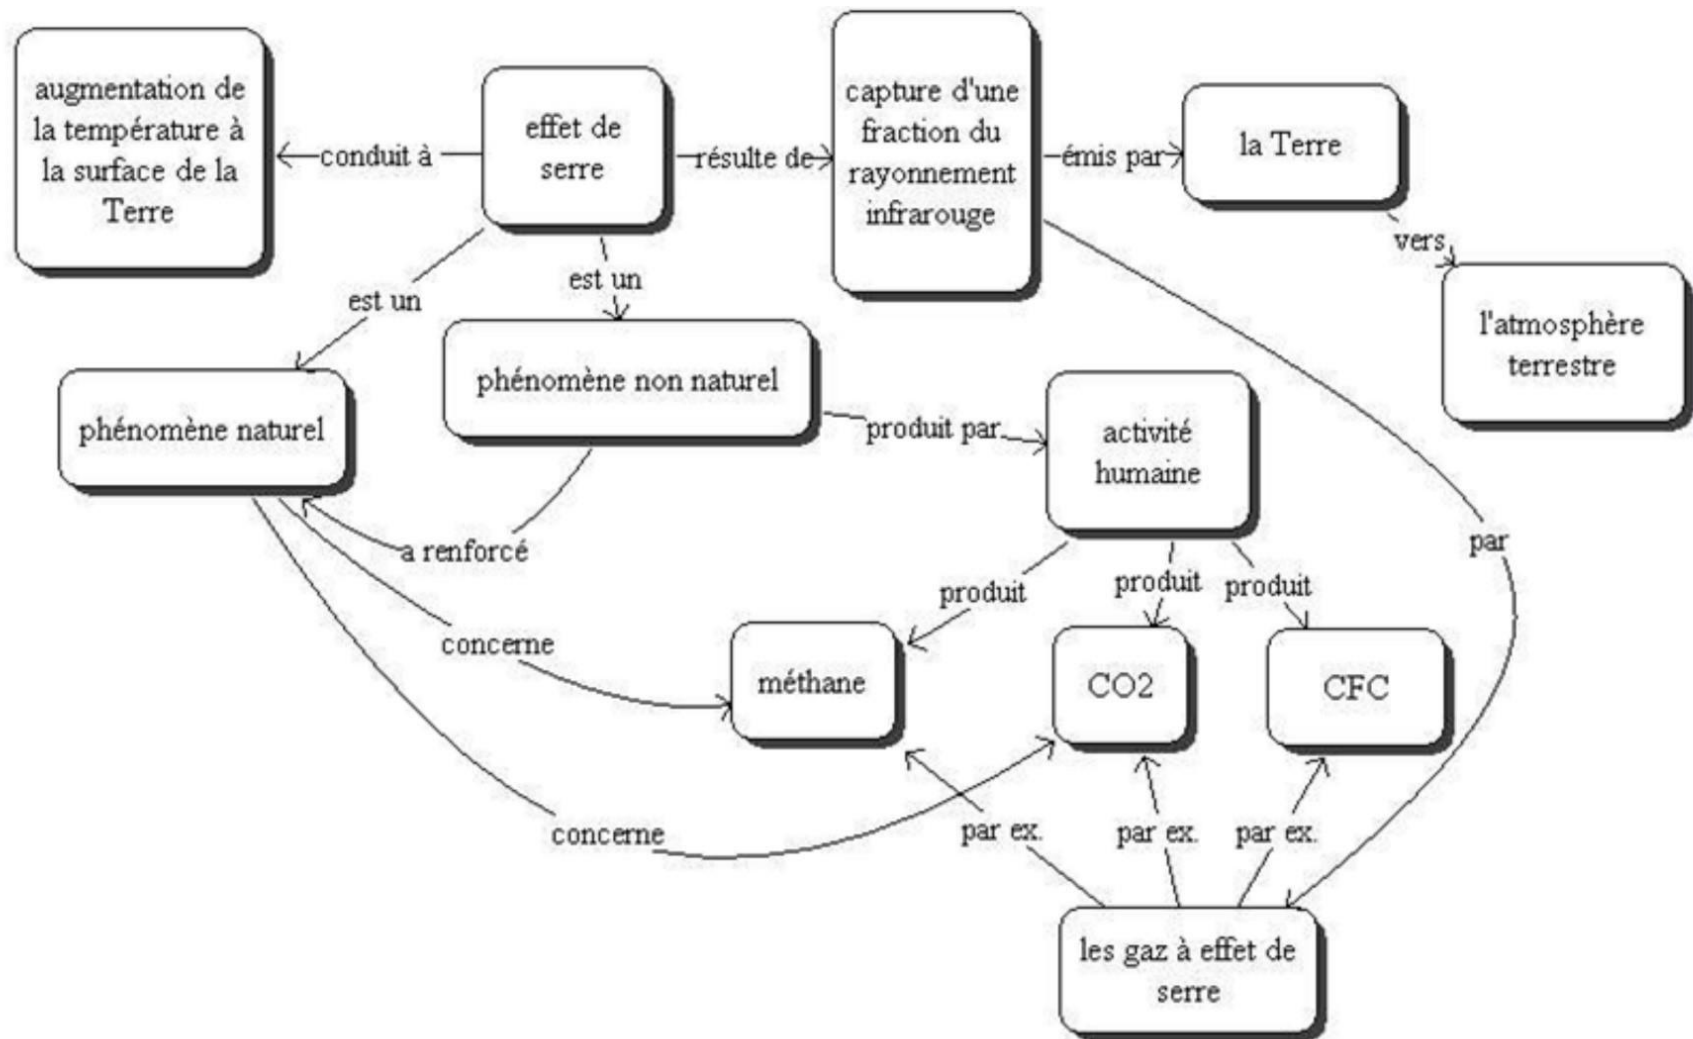 augmentation de
la température à
la surface de la
Terre
conduit à
effet de
serre
résulte de
capture d'une
fraction du
rayonnement
infrarouge
émis par
la Terre
vers
l'atmosphère
terrestre
est un
est un
phénomène naturel
phénomène non naturel
produit par
activité
humaine
a renforcé
par
produit
produit
produit
concerne
méthane
CO2
CFC
concerne
par ex.
par ex.
par ex.
les gaz à effet de
serre